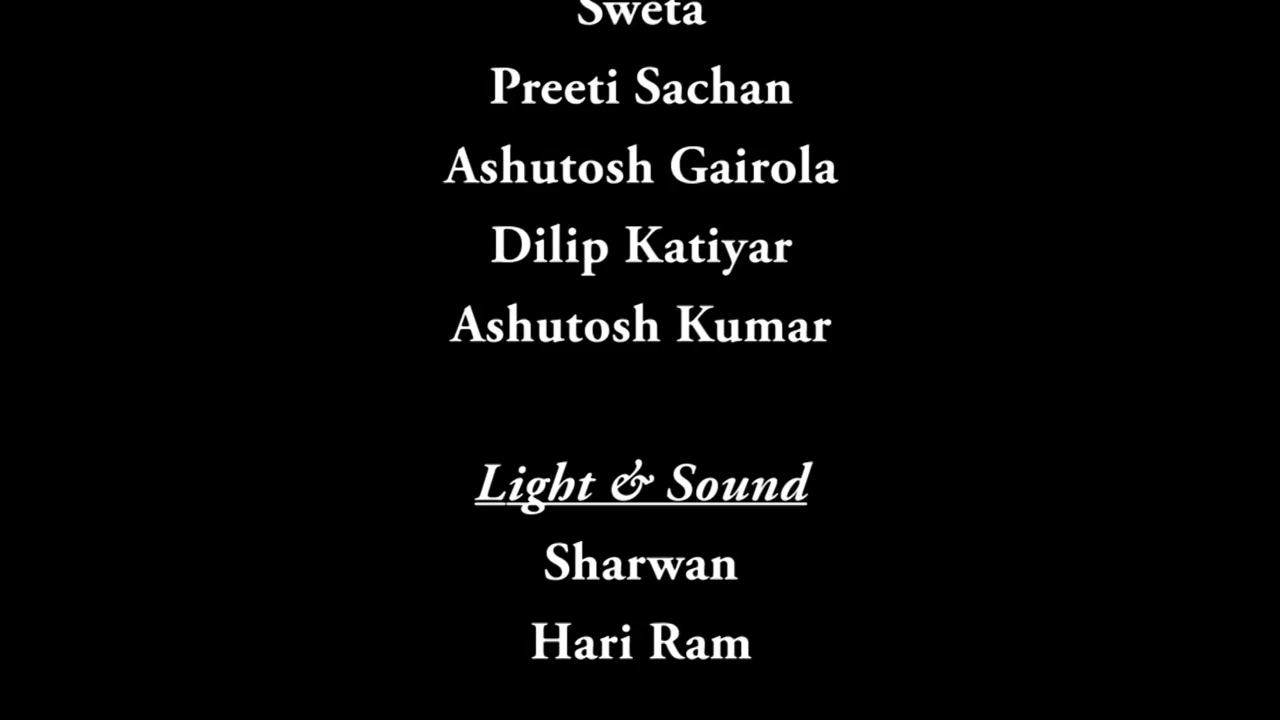 Sweta
Preeti Sachan
Ashutosh Gairola
Dilip Katiyar
Ashutosh Kumar
Light & Sound
Sharwan
Hari Ram